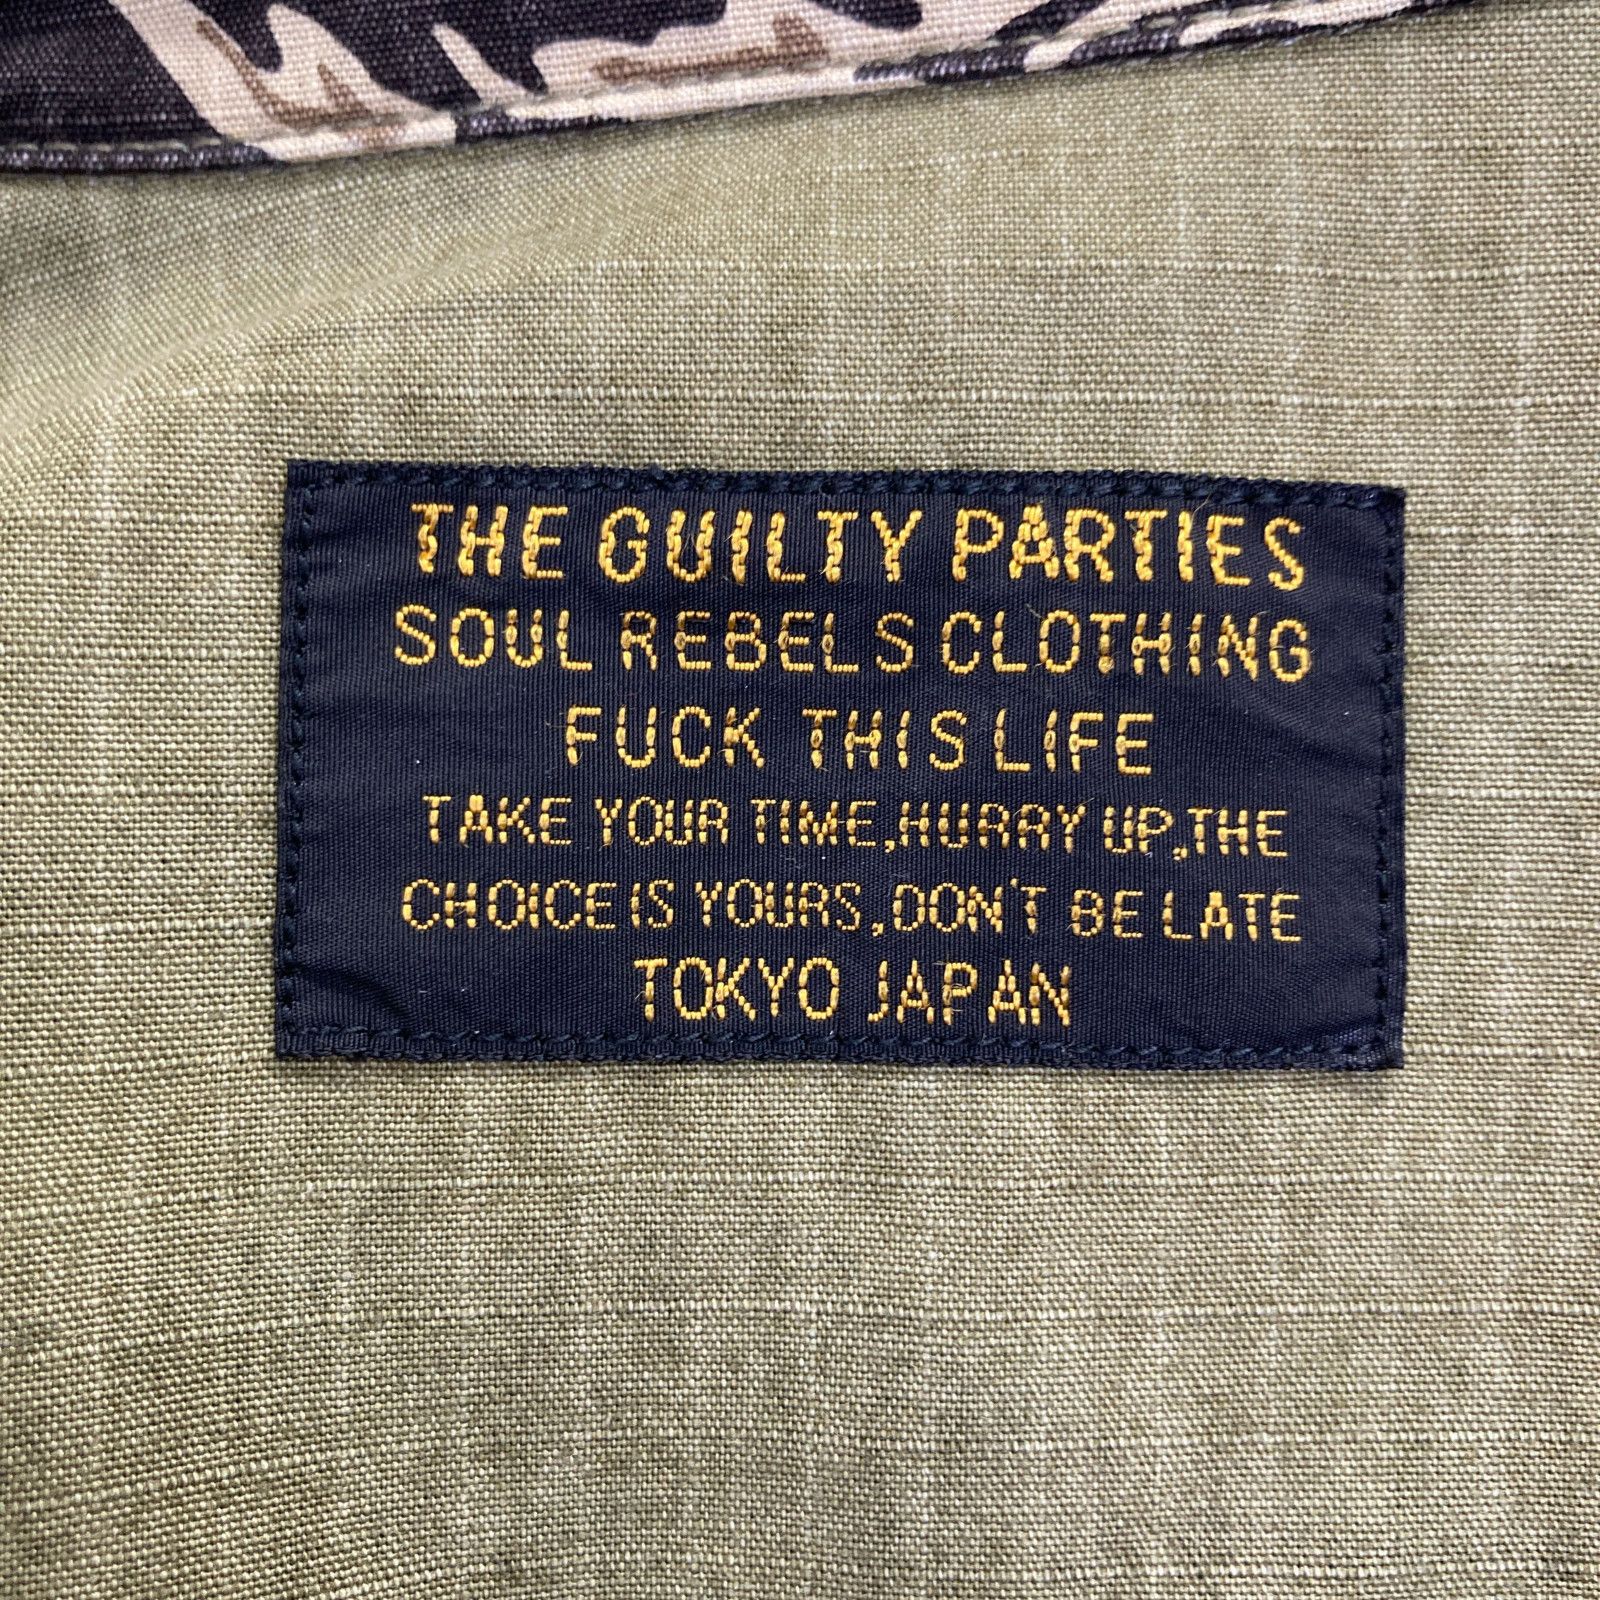 THE GUILTY PARTIES
SOUL REBELS CLOTHING
FUCK THIS LIFE
TAKE YOUR TIME,HURRY UP,THE
CHOICE IS YOURS,DON'T BE LATE
TOKYO JAPAN